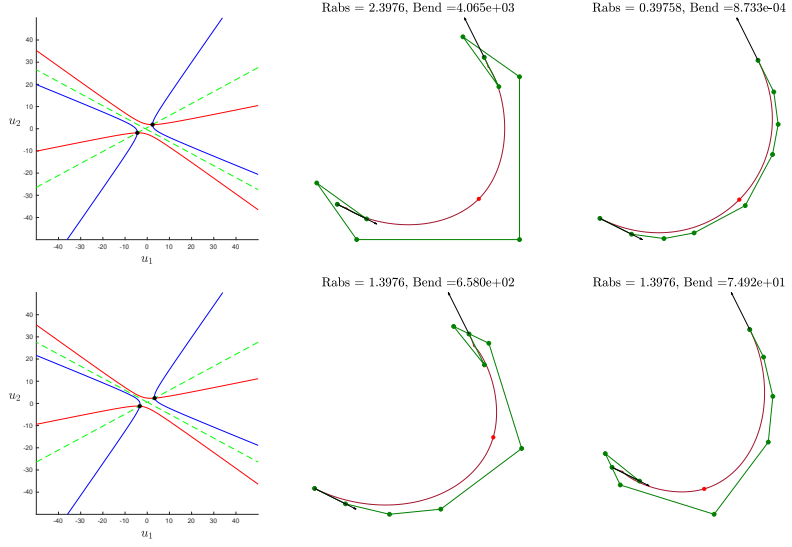 Rabs = 2.3976, Bend =4.065e+03
Rabs = 0.39758, Bend =8.733e-04
40
30
20
10
0
-10
-20
-30
-40
u2
-40 -30 -20 -10 0 10 20 30 40
u1
Rabs = 1.3976, Bend =6.580e+02
Rabs = 1.3976, Bend =7.492e+01
40
30
20
10
0
-10
-20
-30
-40
u2
-40 -30 -20 -10 0 10 20 30 40
u1